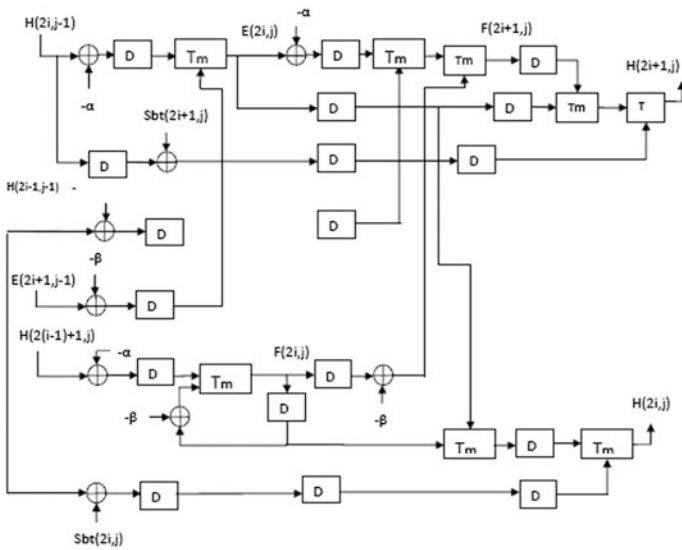 H(2i,j-1)
-α
F(2i+1,j)
E(2i,j)
H(2i+1,j)
D
Tm
D
Tm
Tm
D
-α
Sbt(2i+1,j)
D
D
Tm
T
D
D
D
H(2i-1,j-1) -
D
D
-β
E(2i+1,j-1)
D
H(2(i-1)+1,j)
-α
F(2i,j)
D
Tm
D
D
-β
-β
H(2i,j)
Tm
D
Tm
D
D
D
Sbt(2i,j)